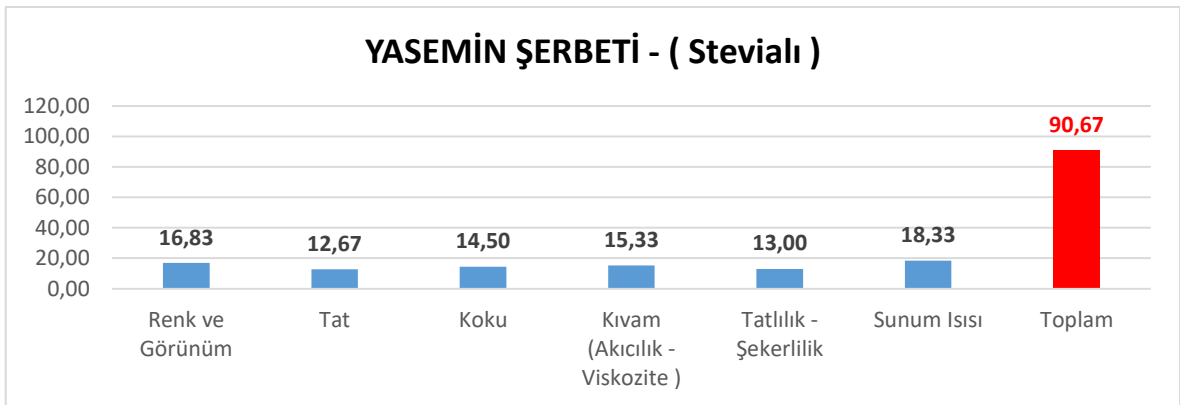 YASEMİN ŞERBETİ - ( Stevialı )
120,00
100,00
80,00
60,00
40,00
20,00
0,00
16,83
12,67
14,50
15,33
13,00
18,33
90,67
Renk ve
Görünüm
Tat
Koku
Kıvam
(Akıcılık -
Viskozite )
Tatlılık -
Şekerlilik
Sunum Isısı
Toplam